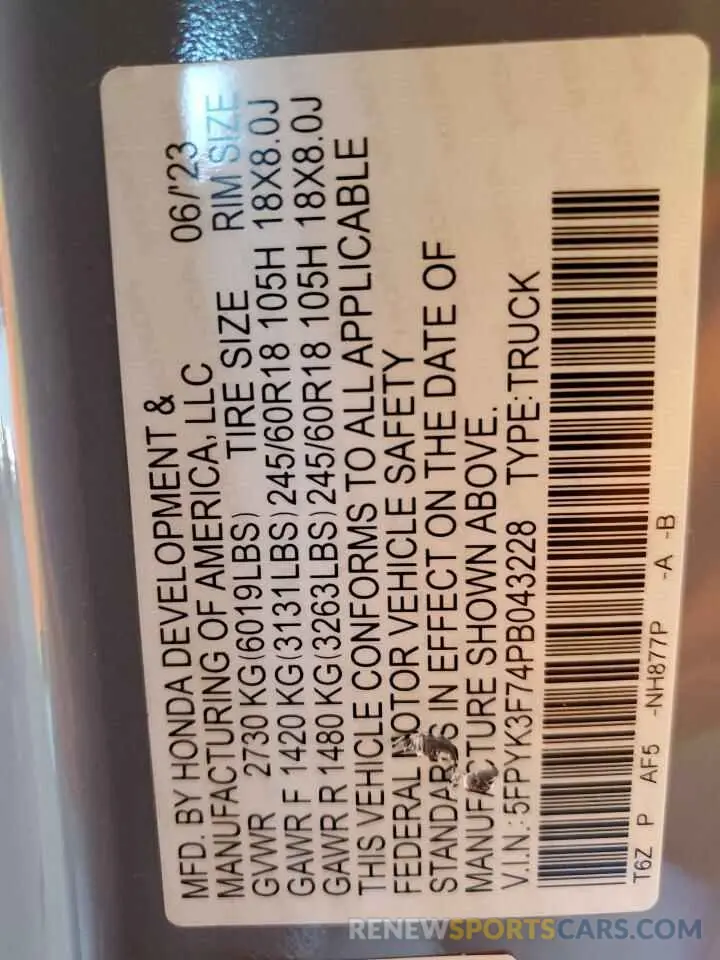 MFD. BY HONDA DEVELOPMENT &
MANUFACTURING OF AMERICA, LLC 06/'23
GVWR 2730 KG (6019LBS) TIRE SIZE RIM SIZE
GAWR F 1420 KG (3131LBS) 245/60R18 105H 18X8.0J
GAWR R 1480 KG (3263LBS) 245/60R18 105H 18X8.0J
THIS VEHICLE CONFORMS TO ALL APPLICABLE
FEDERAL MOTOR VEHICLE SAFETY
STANDARDS IN EFFECT ON THE DATE OF
MANUFACTURE SHOWN ABOVE.
V.I.N.: 5FPYK3F74PB043228 TYPE: TRUCK
T6Z P AF5 -NH877P -A -B
RENEWSPORTSCARS.COM